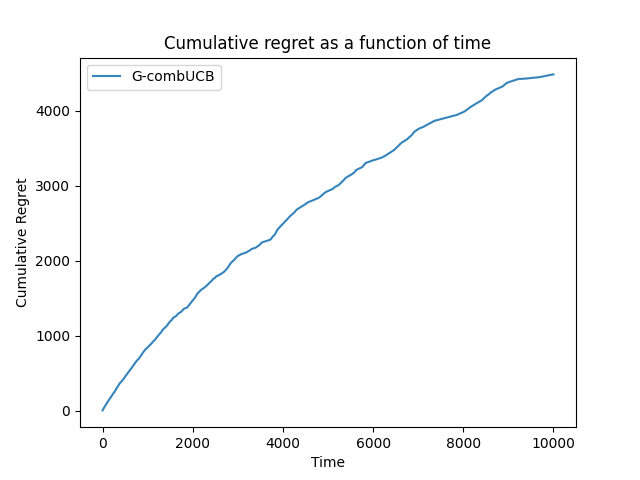 Cumulative regret as a function of time
G-combUCB
Cumulative Regret
4000
3000
2000
1000
0
0 2000 4000 6000 8000 10000
Time